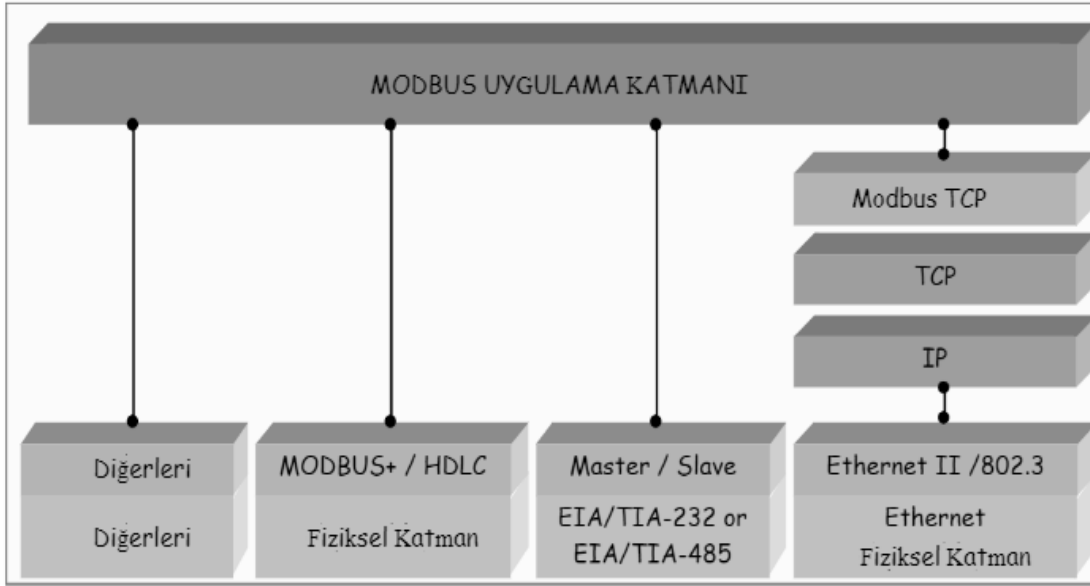 MODBUS UYGULAMA KATMANI
Modbus TCP
TCP
IP
Diğerleri
Diğerleri
MODBUS+ / HDLC
Fiziksel Katman
Master / Slave
EIA/TIA-232 or
EIA/TIA-485
Ethernet II /802.3
Ethernet
Fiziksel Katman